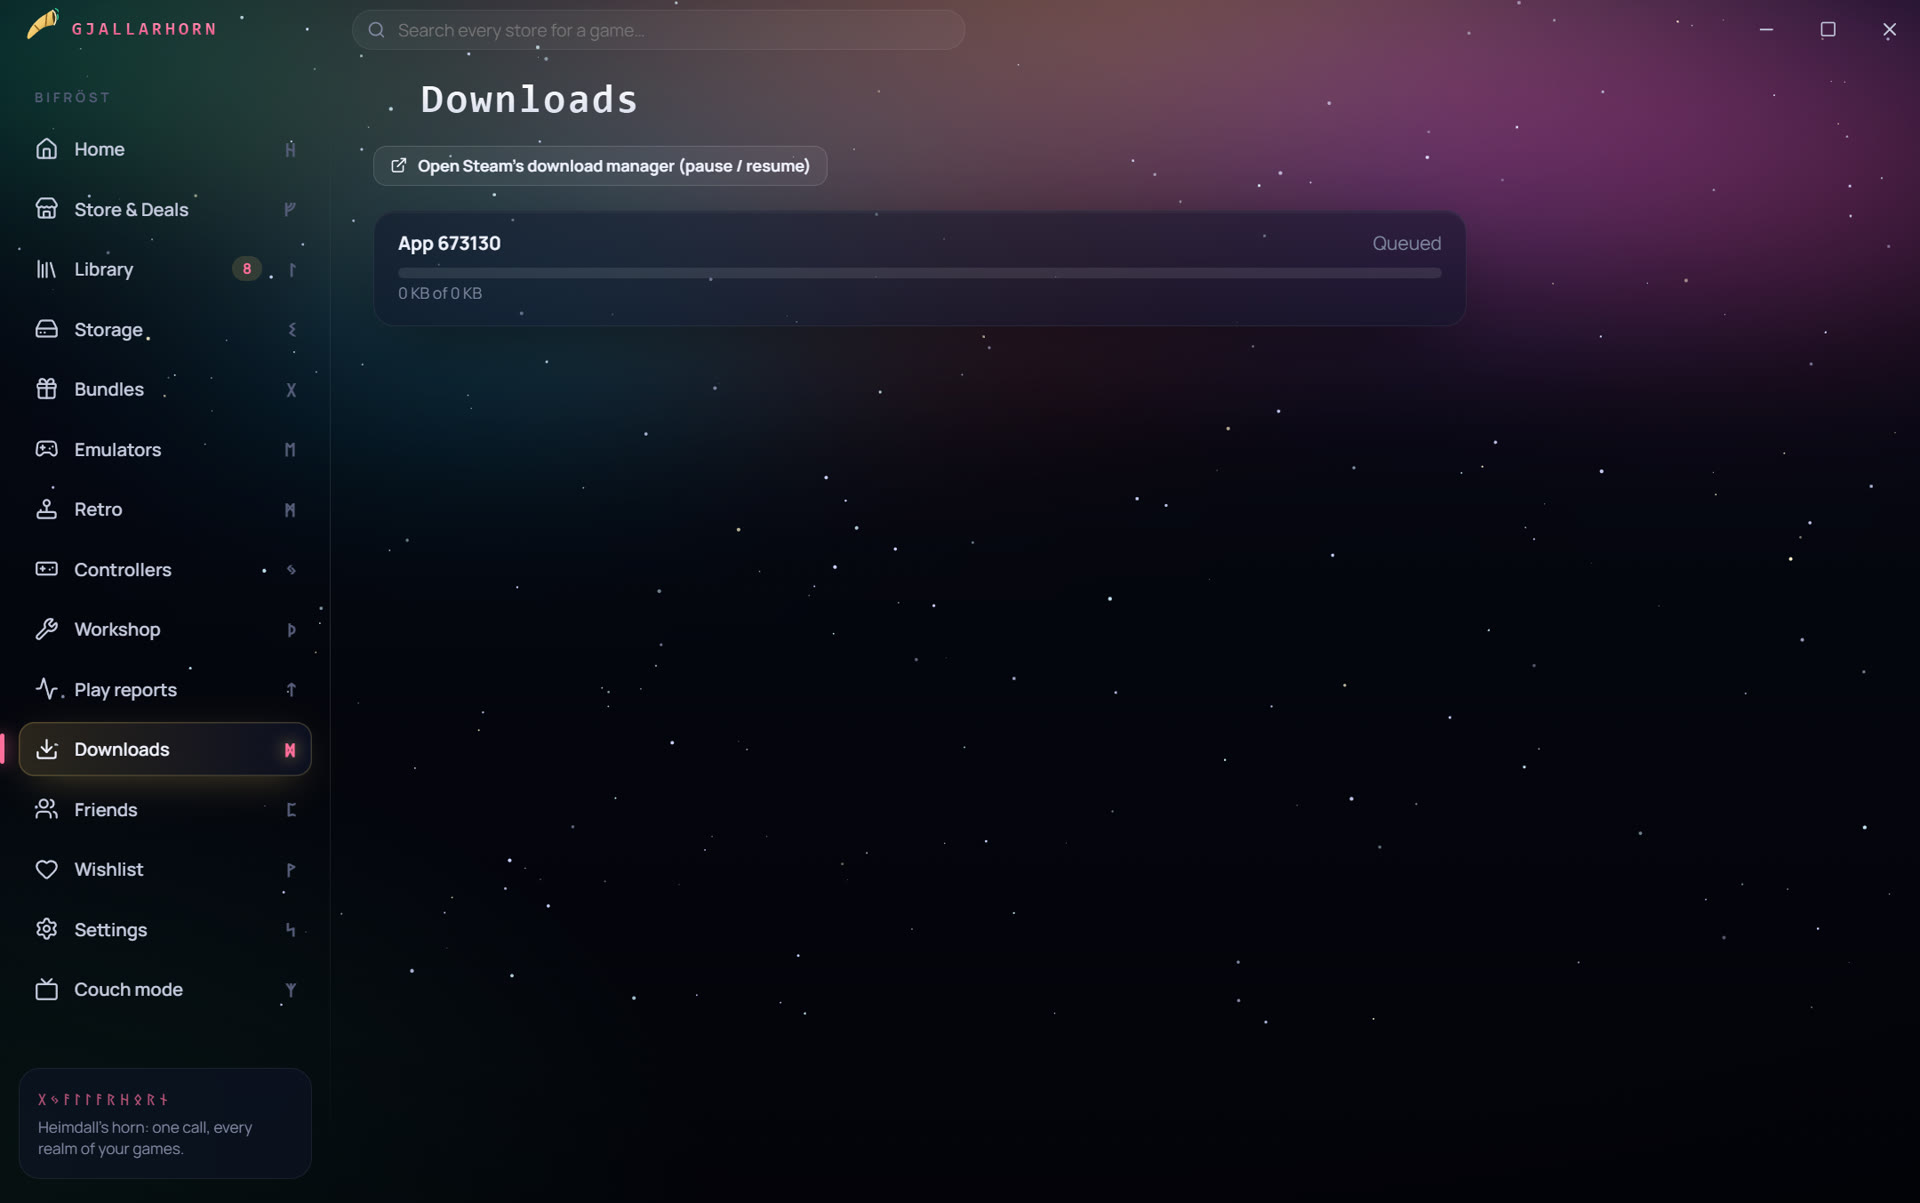 GJALLARHORN
Search every store for a game...
BIFRÖST
Downloads
Open Steam's download manager (pause / resume)
App 673130
Queued
0 KB of 0 KB
Home ᚺ
Store & Deals ᚠ
Library 8 ᛚ
Storage ᛊ
Bundles ᚷ
Emulators ᛖ
Retro ᛗ
Controllers ᛃ
Workshop ᚦ
Play reports ᛏ
Downloads ᛞ
Friends ᛈ
Wishlist ᚹ
Settings ᛋ
Couch mode ᛉ
ᚷᛃᚨᛚᛚᚨᚱᚺᛟᚱᚾ
Heimdall's horn: one call, every
realm of your games.